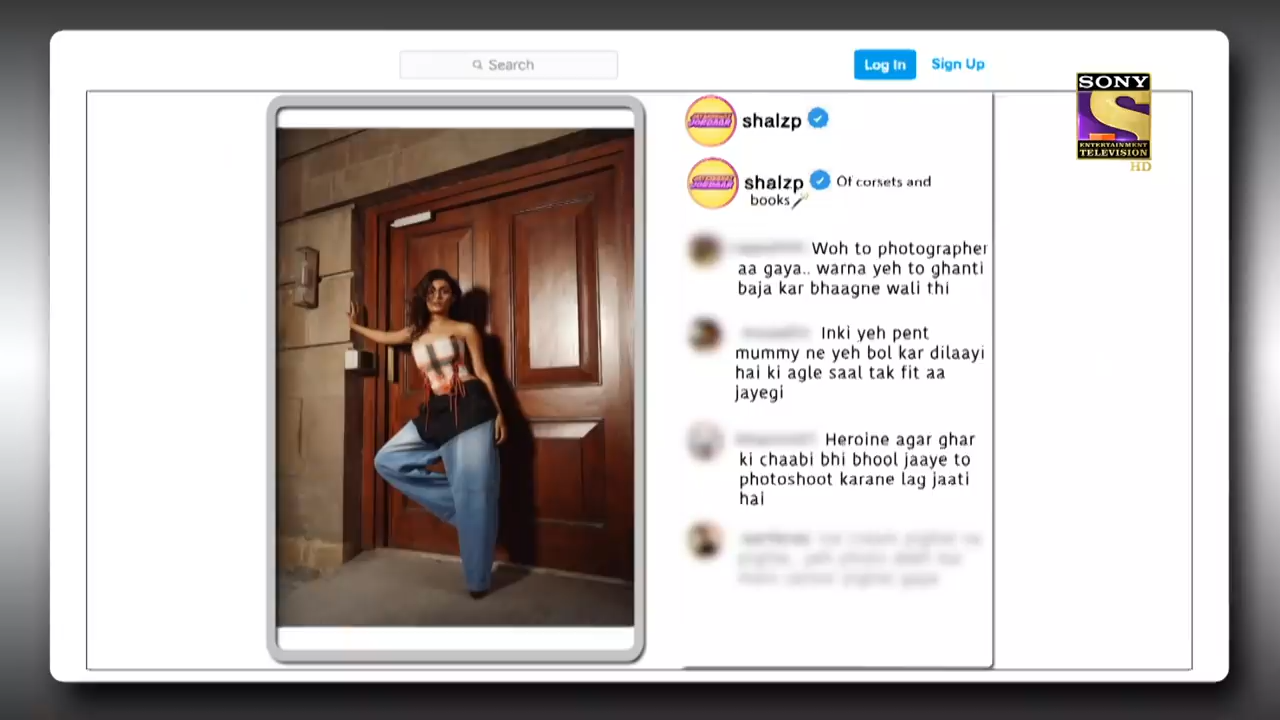 Search
Log In
Sign Up
SONY
ENTERTAINMENT
TELEVISION
HD
shalzp
shalzp Of corsets and
books
Woh to photographer
aa gaya.. warna yeh to ghanti
baja kar bhaagne wali thi
Inki yeh pent
mummy ne yeh bol kar dilaayi
hai ki agle saal tak fit aa
jayegi
Heroine agar ghar
ki chaabi bhi bhool jaaye to
photoshoot karane lag jaati
hai